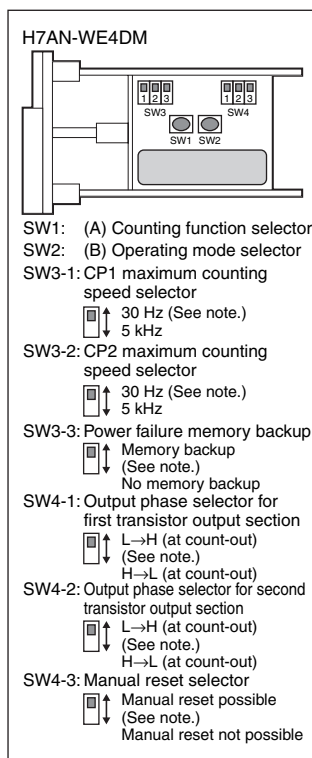 H7AN-WE4DM
1 2 3
1 2 3
SW3
SW4
SW1 SW2
SW1: (A) Counting function selector
SW2: (B) Operating mode selector
SW3-1: CP1 maximum counting
speed selector
30 Hz (See note.)
5 kHz
SW3-2: CP2 maximum counting
speed selector
30 Hz (See note.)
5 kHz
SW3-3: Power failure memory backup
Memory backup
(See note.)
No memory backup
SW4-1: Output phase selector for
first transistor output section
L→H (at count-out)
(See note.)
H→L (at count-out)
SW4-2: Output phase selector for second
transistor output section
L→H (at count-out)
(See note.)
H→L (at count-out)
SW4-3: Manual reset selector
Manual reset possible
(See note.)
Manual reset not possible